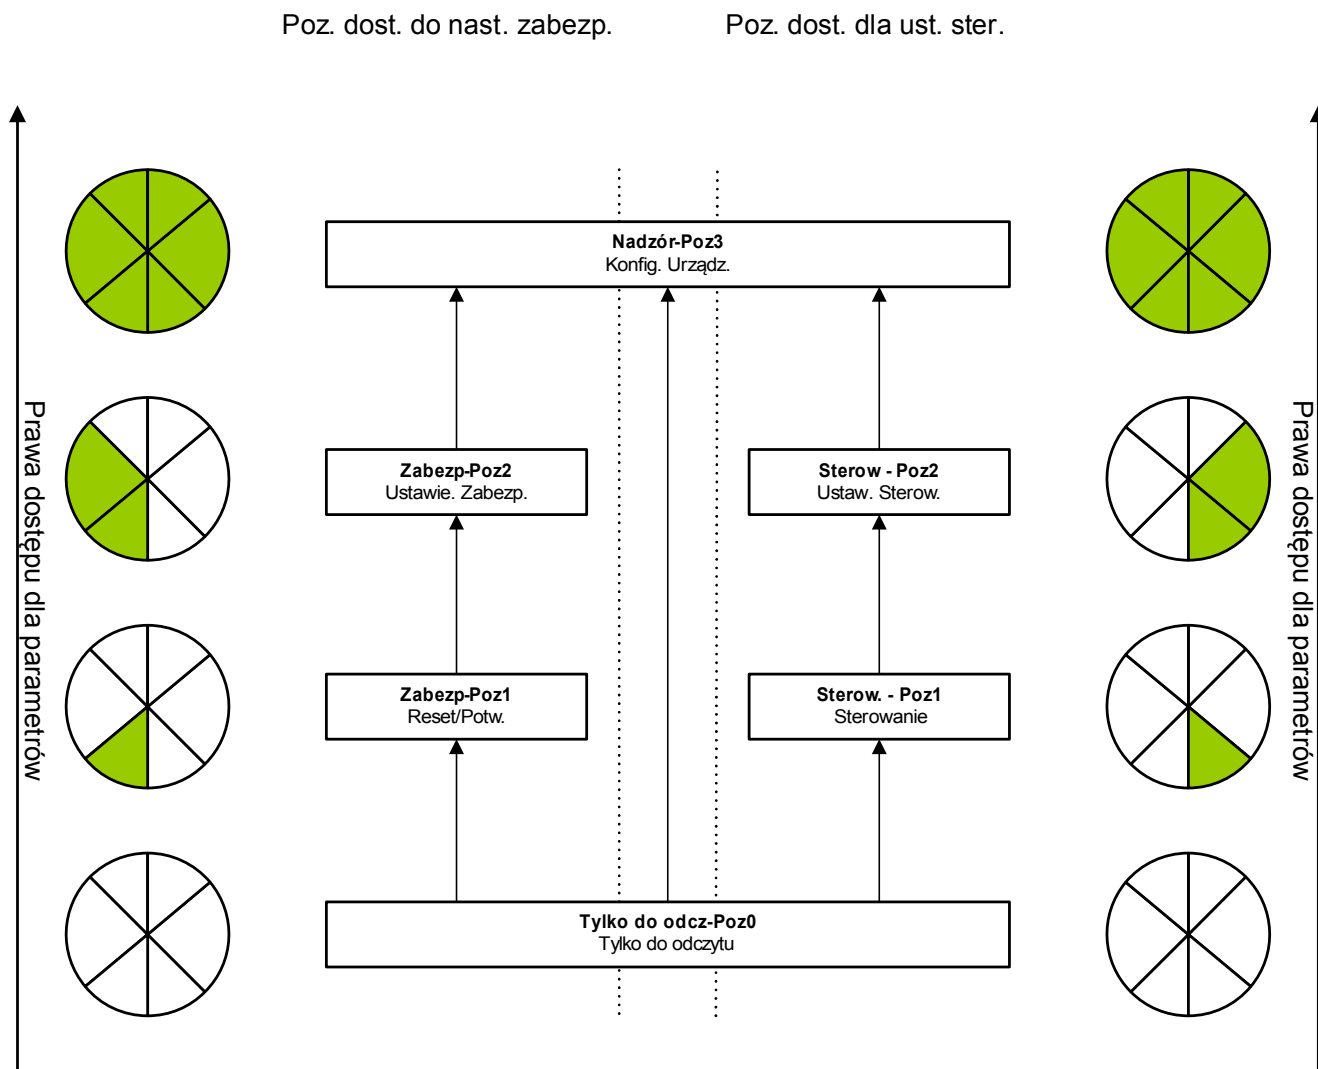 Poz. dost. do nast. zabezp.
Poz. dost. dla ust. ster.
Nadzór-Poz3
Konfig. Urządz.
Prawa dostępu dla parametrów
Zabezp-Poz2
Ustawie. Zabezp.
Sterow - Poz2
Ustaw. Sterow.
Prawa dostępu dla parametrów
Zabezp-Poz1
Reset/Potw.
Sterow. - Poz1
Sterowanie
Tylko do odcz-Poz0
Tylko do odczytu